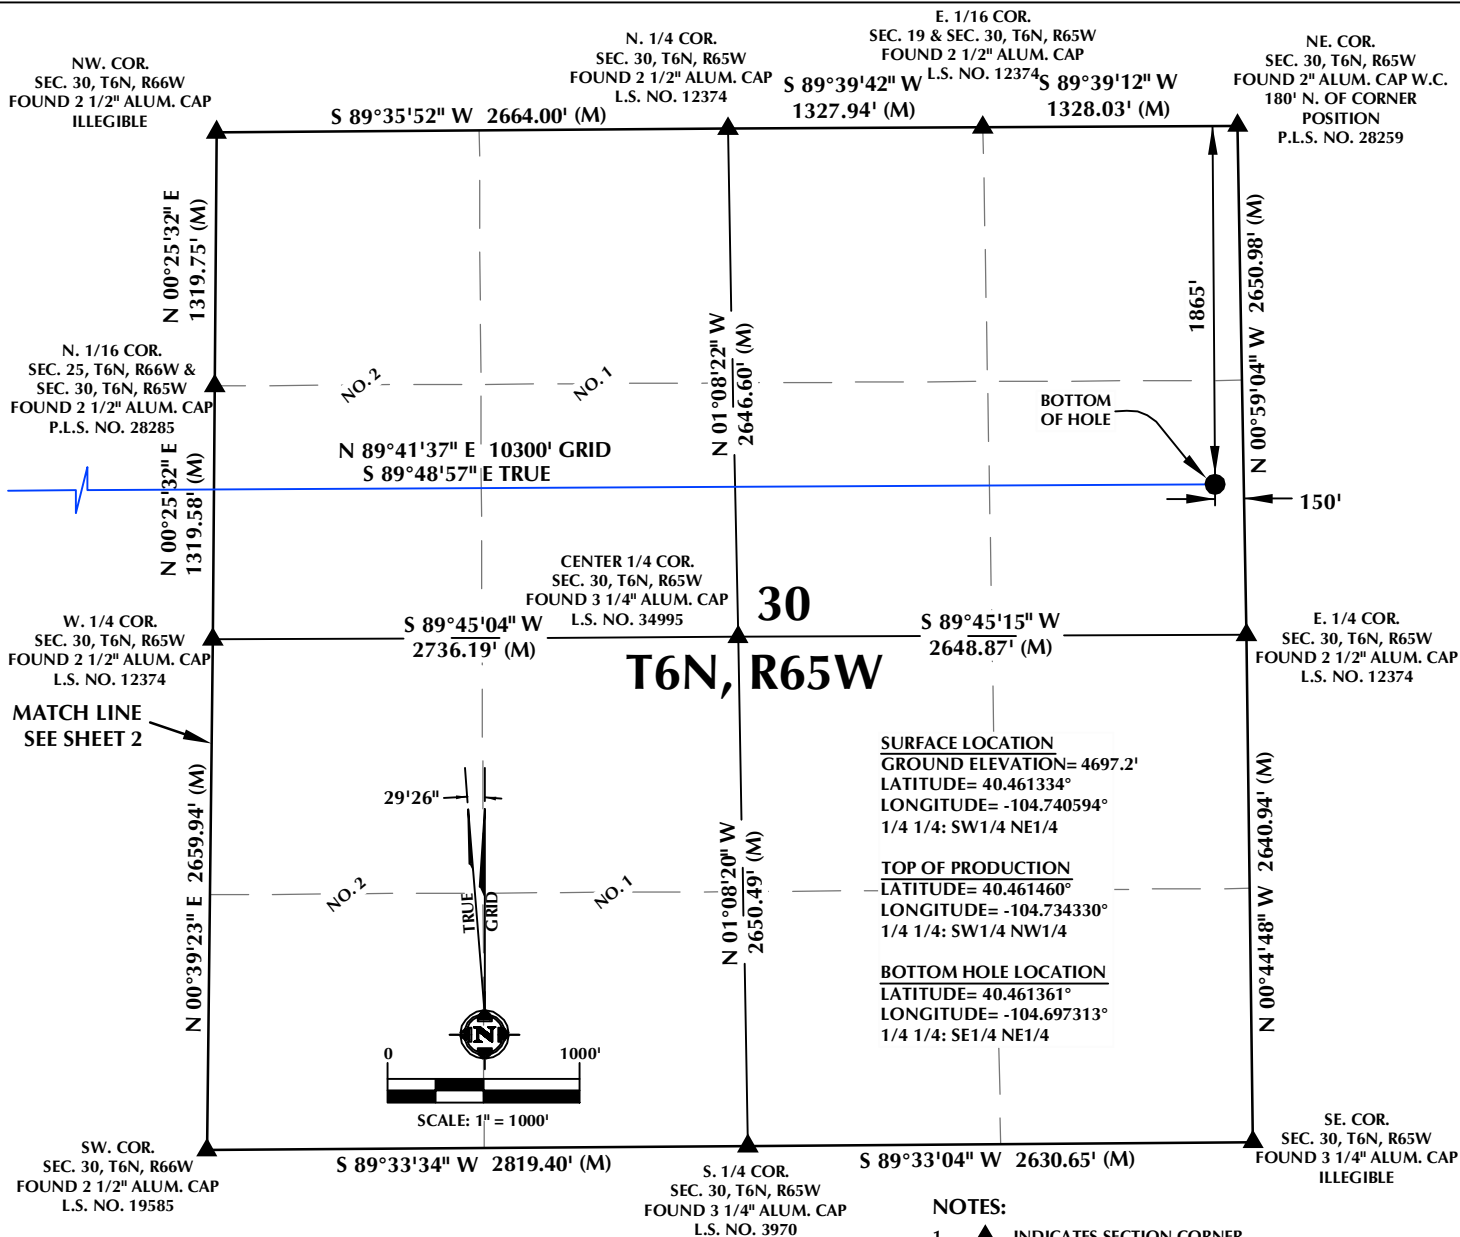 NW. COR.
SEC. 30, T6N, R66W
FOUND 2 1/2" ALUM. CAP
ILLEGIBLE
N. 1/4 COR.
SEC. 30, T6N, R65W
FOUND 2 1/2" ALUM. CAP
L.S. NO. 12374
E. 1/16 COR.
SEC. 19 & SEC. 30, T6N, R65W
FOUND 2 1/2" ALUM. CAP
L.S. NO. 12374
NE. COR.
SEC. 30, T6N, R65W
FOUND 2" ALUM. CAP W.C.
180' N. OF CORNER
POSITION
P.L.S. NO. 28259
S 89°35'52" W 2664.00' (M)
S 89°39'42" W
1327.94' (M)
S 89°39'12" W
1328.03' (M)
N 00°25'32" E
1319.75' (M)
N 01°08'22" W
2646.60' (M)
1865'
N 00°59'04" W 2650.98' (M)
N. 1/16 COR.
SEC. 25, T6N, R66W &
SEC. 30, T6N, R65W
FOUND 2 1/2" ALUM. CAP
P.L.S. NO. 28285
NO. 2
NO. 1
BOTTOM
OF HOLE
N 89°41'37" E 10300' GRID
S 89°48'57" E TRUE
150'
N 00°25'32" E
1319.58' (M)
CENTER 1/4 COR.
SEC. 30, T6N, R65W
FOUND 3 1/4" ALUM. CAP
L.S. NO. 34995
30
T6N, R65W
W. 1/4 COR.
SEC. 30, T6N, R65W
FOUND 2 1/2" ALUM. CAP
L.S. NO. 12374
S 89°45'04" W
2736.19' (M)
S 89°45'15" W
2648.87' (M)
E. 1/4 COR.
SEC. 30, T6N, R65W
FOUND 2 1/2" ALUM. CAP
L.S. NO. 12374
MATCH LINE
SEE SHEET 2
SURFACE LOCATION
GROUND ELEVATION= 4697.2'
LATITUDE= 40.461334°
LONGITUDE= -104.740594°
1/4 1/4: SW1/4 NE1/4
TOP OF PRODUCTION
LATITUDE= 40.461460°
LONGITUDE= -104.734330°
1/4 1/4: SW1/4 NW1/4
BOTTOM HOLE LOCATION
LATITUDE= 40.461361°
LONGITUDE= -104.697313°
1/4 1/4: SE1/4 NE1/4
29'26"
TRUE
GRID
N
N 00°39'23" E 2659.94' (M)
NO. 2
NO. 1
N 01°08'20" W
2650.49' (M)
N 00°44'48" W 2640.94' (M)
0 1000'
SCALE: 1" = 1000'
SW. COR.
SEC. 30, T6N, R66W
FOUND 2 1/2" ALUM. CAP
L.S. NO. 19585
S 89°33'34" W 2819.40' (M)
S. 1/4 COR.
SEC. 30, T6N, R65W
FOUND 3 1/4" ALUM. CAP
L.S. NO. 3970
S 89°33'04" W 2630.65' (M)
SE. COR.
SEC. 30, T6N, R65W
FOUND 3 1/4" ALUM. CAP
ILLEGIBLE
NOTES:
1. INDICATES SECTION CORNER